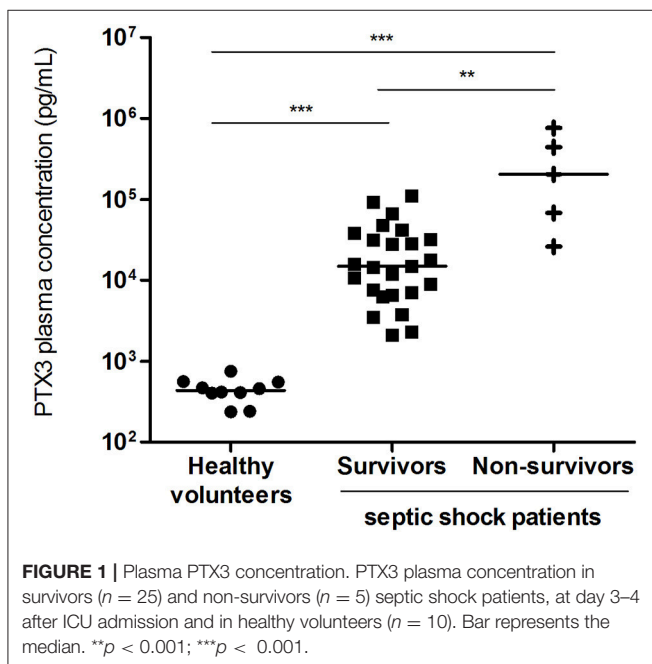 PTX3 plasma concentration (pg/mL)
10⁷
10⁶
10⁵
10⁴
10³
10²
***
***
**
Healthy
volunteers
Survivors
Non-survivors
septic shock patients
FIGURE 1 | Plasma PTX3 concentration. PTX3 plasma concentration in
survivors (n = 25) and non-survivors (n = 5) septic shock patients, at day 3–4
after ICU admission and in healthy volunteers (n = 10). Bar represents the
median. **p < 0.001; ***p < 0.001.